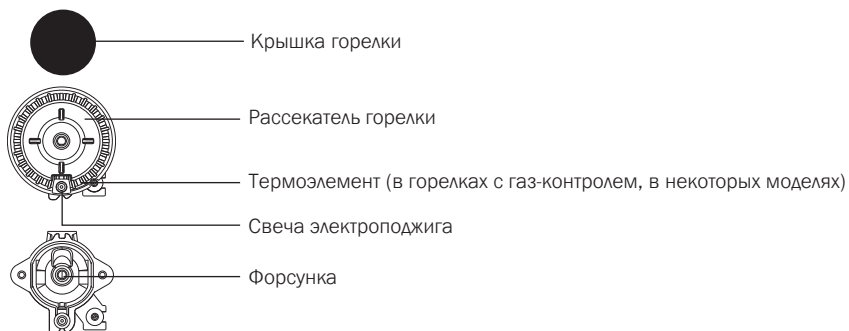 Крышка горелки
Рассекатель горелки
Термоэлемент (в горелках с газ-контролем, в некоторых моделях)
Свеча электроподжига
Форсунка